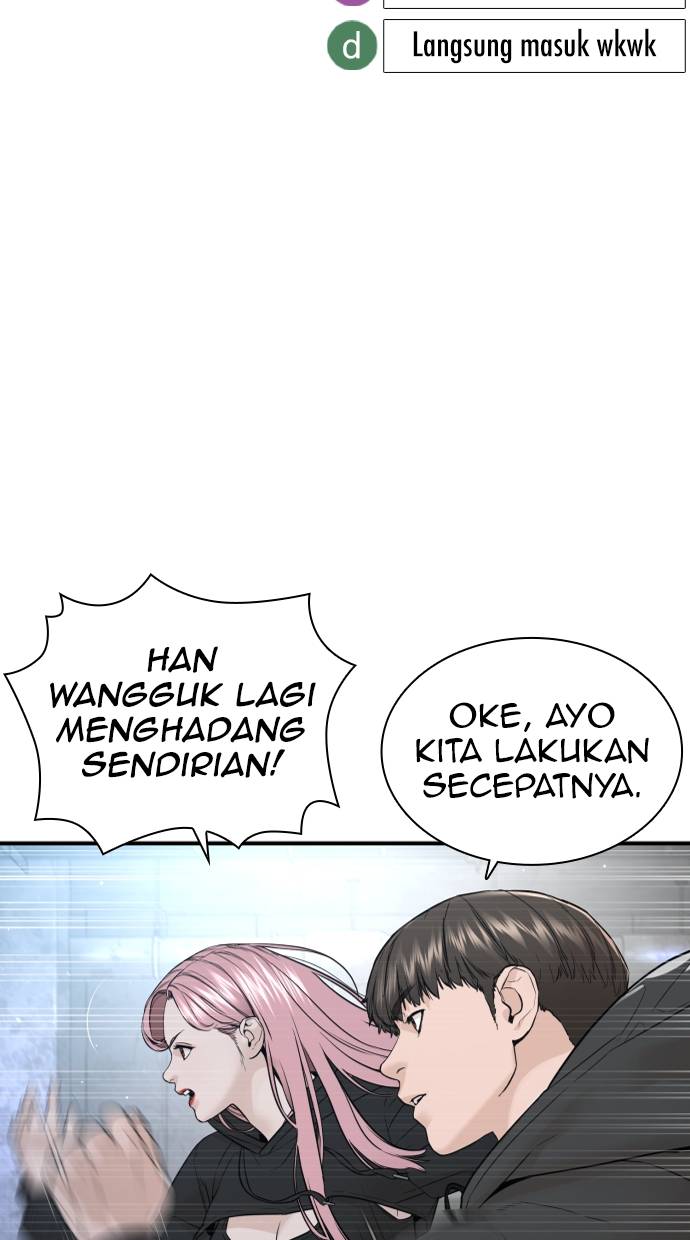 d
Langsung masuk wkwk
HAN
WANGGUK LAGI
MENGHADANG
SENDIRIAN!
OKE, AYO
KITA LAKUKAN
SECEPATNYA.